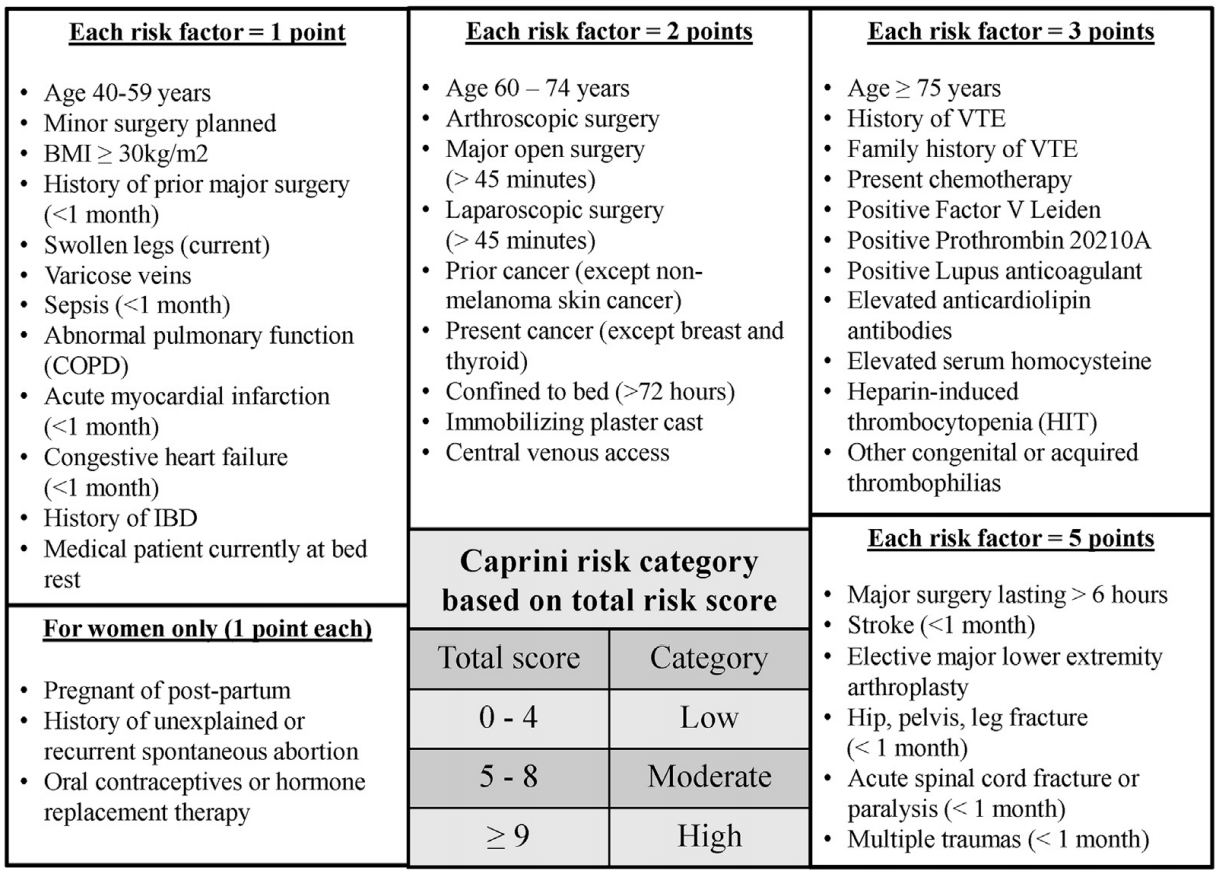 Each risk factor = 1 point
• Age 40-59 years
• Minor surgery planned
• BMI ≥ 30kg/m2
• History of prior major surgery
(<1 month)
• Swollen legs (current)
• Varicose veins
• Sepsis (<1 month)
• Abnormal pulmonary function
(COPD)
• Acute myocardial infarction
(<1 month)
• Congestive heart failure
(<1 month)
• History of IBD
• Medical patient currently at bed
rest
For women only (1 point each)
• Pregnant of post-partum
• History of unexplained or
recurrent spontaneous abortion
• Oral contraceptives or hormone
replacement therapy
Each risk factor = 2 points
• Age 60 – 74 years
• Arthroscopic surgery
• Major open surgery
(> 45 minutes)
• Laparoscopic surgery
(> 45 minutes)
• Prior cancer (except non-
melanoma skin cancer)
• Present cancer (except breast and
thyroid)
• Confined to bed (>72 hours)
• Immobilizing plaster cast
• Central venous access
Caprini risk category
based on total risk score
Total score Category
0 - 4 Low
5 - 8 Moderate
≥ 9 High
Each risk factor = 3 points
• Age ≥ 75 years
• History of VTE
• Family history of VTE
• Present chemotherapy
• Positive Factor V Leiden
• Positive Prothrombin 20210A
• Positive Lupus anticoagulant
• Elevated anticardiolipin
antibodies
• Elevated serum homocysteine
• Heparin-induced
thrombocytopenia (HIT)
• Other congenital or acquired
thrombophilias
Each risk factor = 5 points
• Major surgery lasting > 6 hours
• Stroke (<1 month)
• Elective major lower extremity
arthroplasty
• Hip, pelvis, leg fracture
(< 1 month)
• Acute spinal cord fracture or
paralysis (< 1 month)
• Multiple traumas (< 1 month)